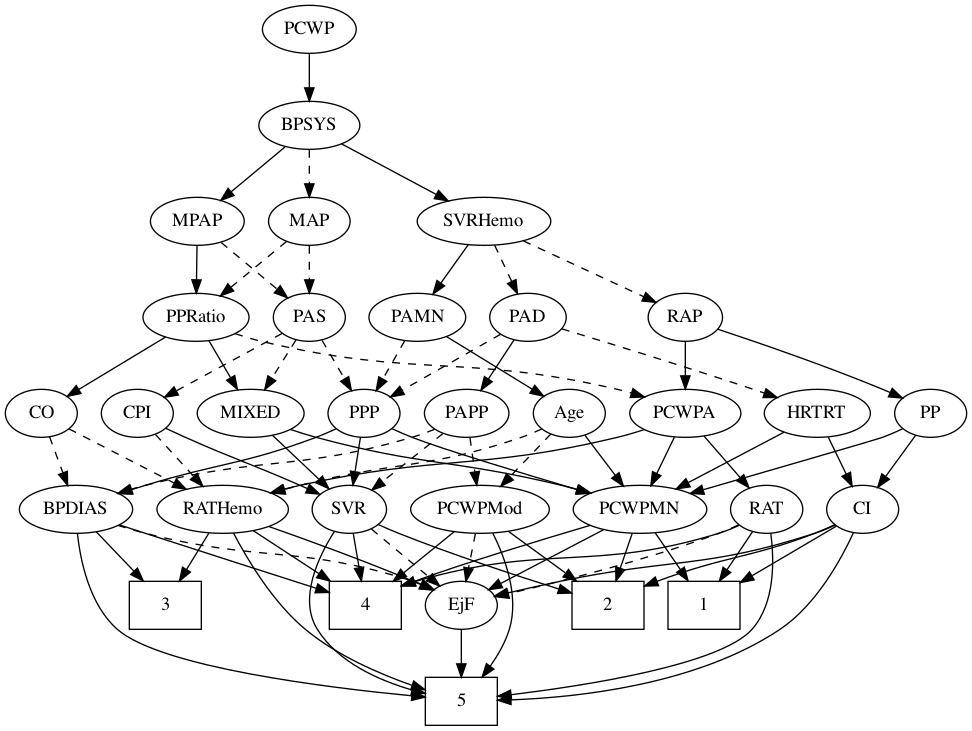 PCWP
BPSYS
MPAP MAP SVRHemo
PPRatio PAS PAMN PAD RAP
CO CPI MIXED PPP PAPP Age PCWPA HRTRT PP
BPDIAS RATHemo SVR PCWPMod PCWPMN RAT CI
3 4 EjF 2 1
5